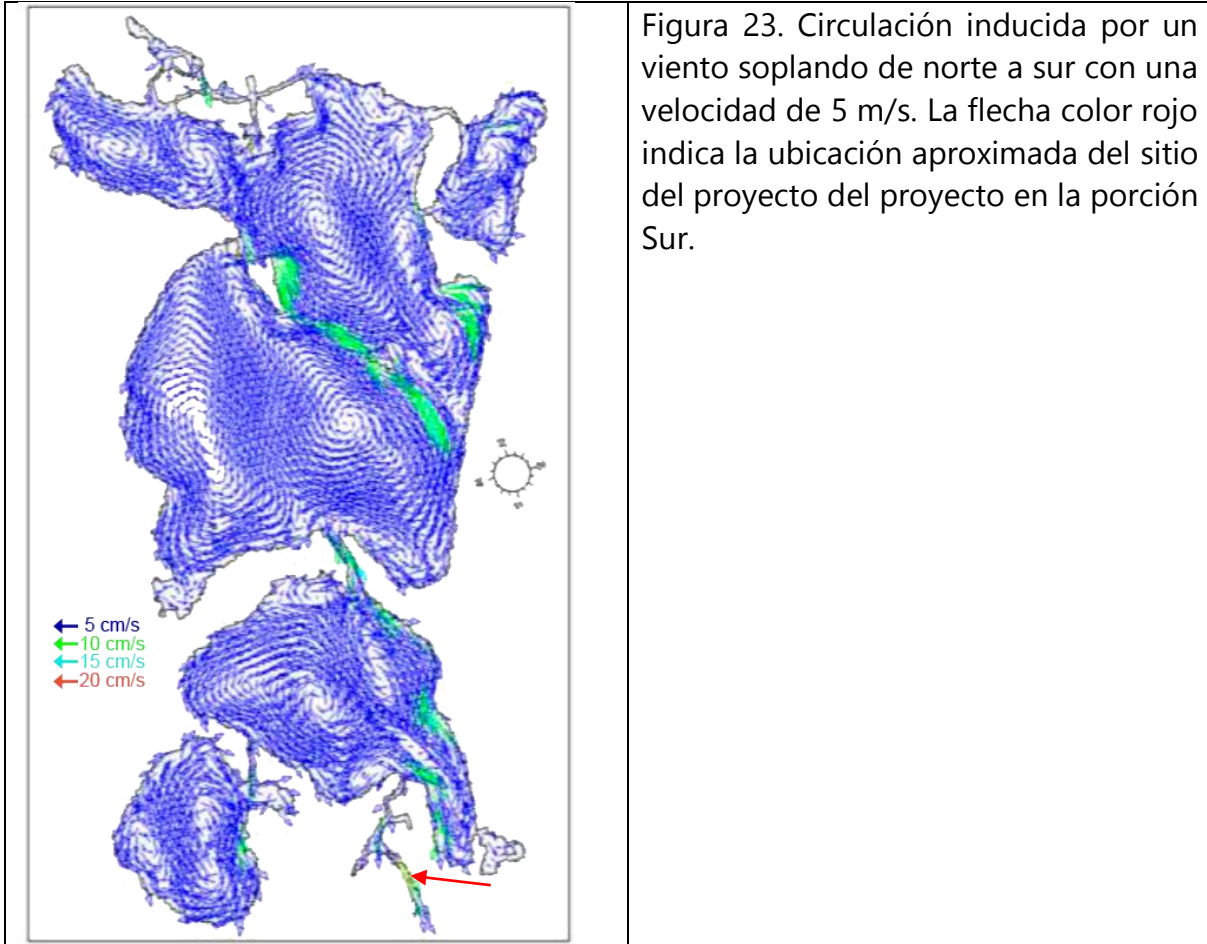 Figura 23. Circulación inducida por un
viento soplando de norte a sur con una
velocidad de 5 m/s. La flecha color rojo
indica la ubicación aproximada del sitio
del proyecto del proyecto en la porción
Sur.
5 cm/s
10 cm/s
15 cm/s
20 cm/s